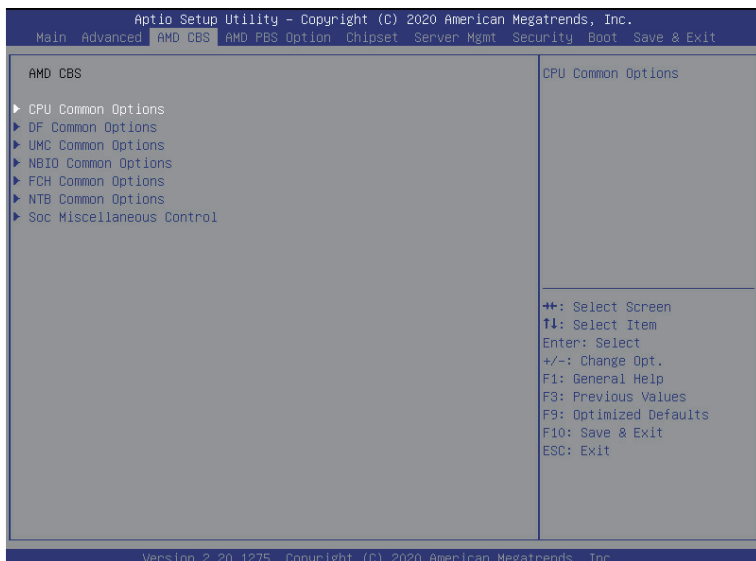 Aptio Setup Utility – Copyright (C) 2020 American Megatrends, Inc.
Main Advanced AMD CBS AMD PBS Option Chipset Server Mgmt Security Boot Save & Exit
AMD CBS
CPU Common Options
DF Common Options
UMC Common Options
NBIO Common Options
FCH Common Options
NTB Common Options
Soc Miscellaneous Control
CPU Common Options
→←: Select Screen
↑↓: Select Item
Enter: Select
+/-: Change Opt.
F1: General Help
F3: Previous Values
F9: Optimized Defaults
F10: Save & Exit
ESC: Exit
Version 2.20.1275. Copyright (C) 2020 American Megatrends, Inc.